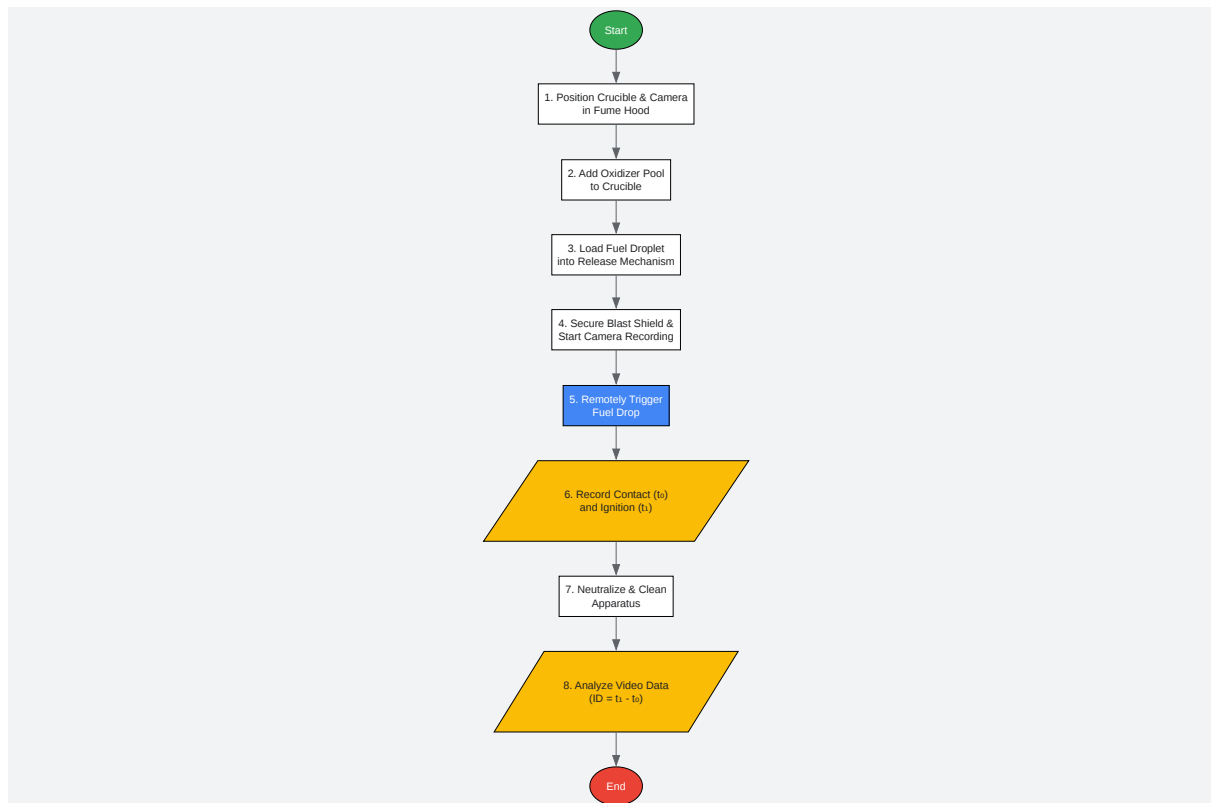 Start
1. Position Crucible & Camera
in Fume Hood
2. Add Oxidizer Pool
to Crucible
3. Load Fuel Droplet
into Release Mechanism
4. Secure Blast Shield &
Start Camera Recording
5. Remotely Trigger
Fuel Drop
6. Record Contact (t₀)
and Ignition (t₁)
7. Neutralize & Clean
Apparatus
8. Analyze Video Data
(ID = t₁ - t₀)
End